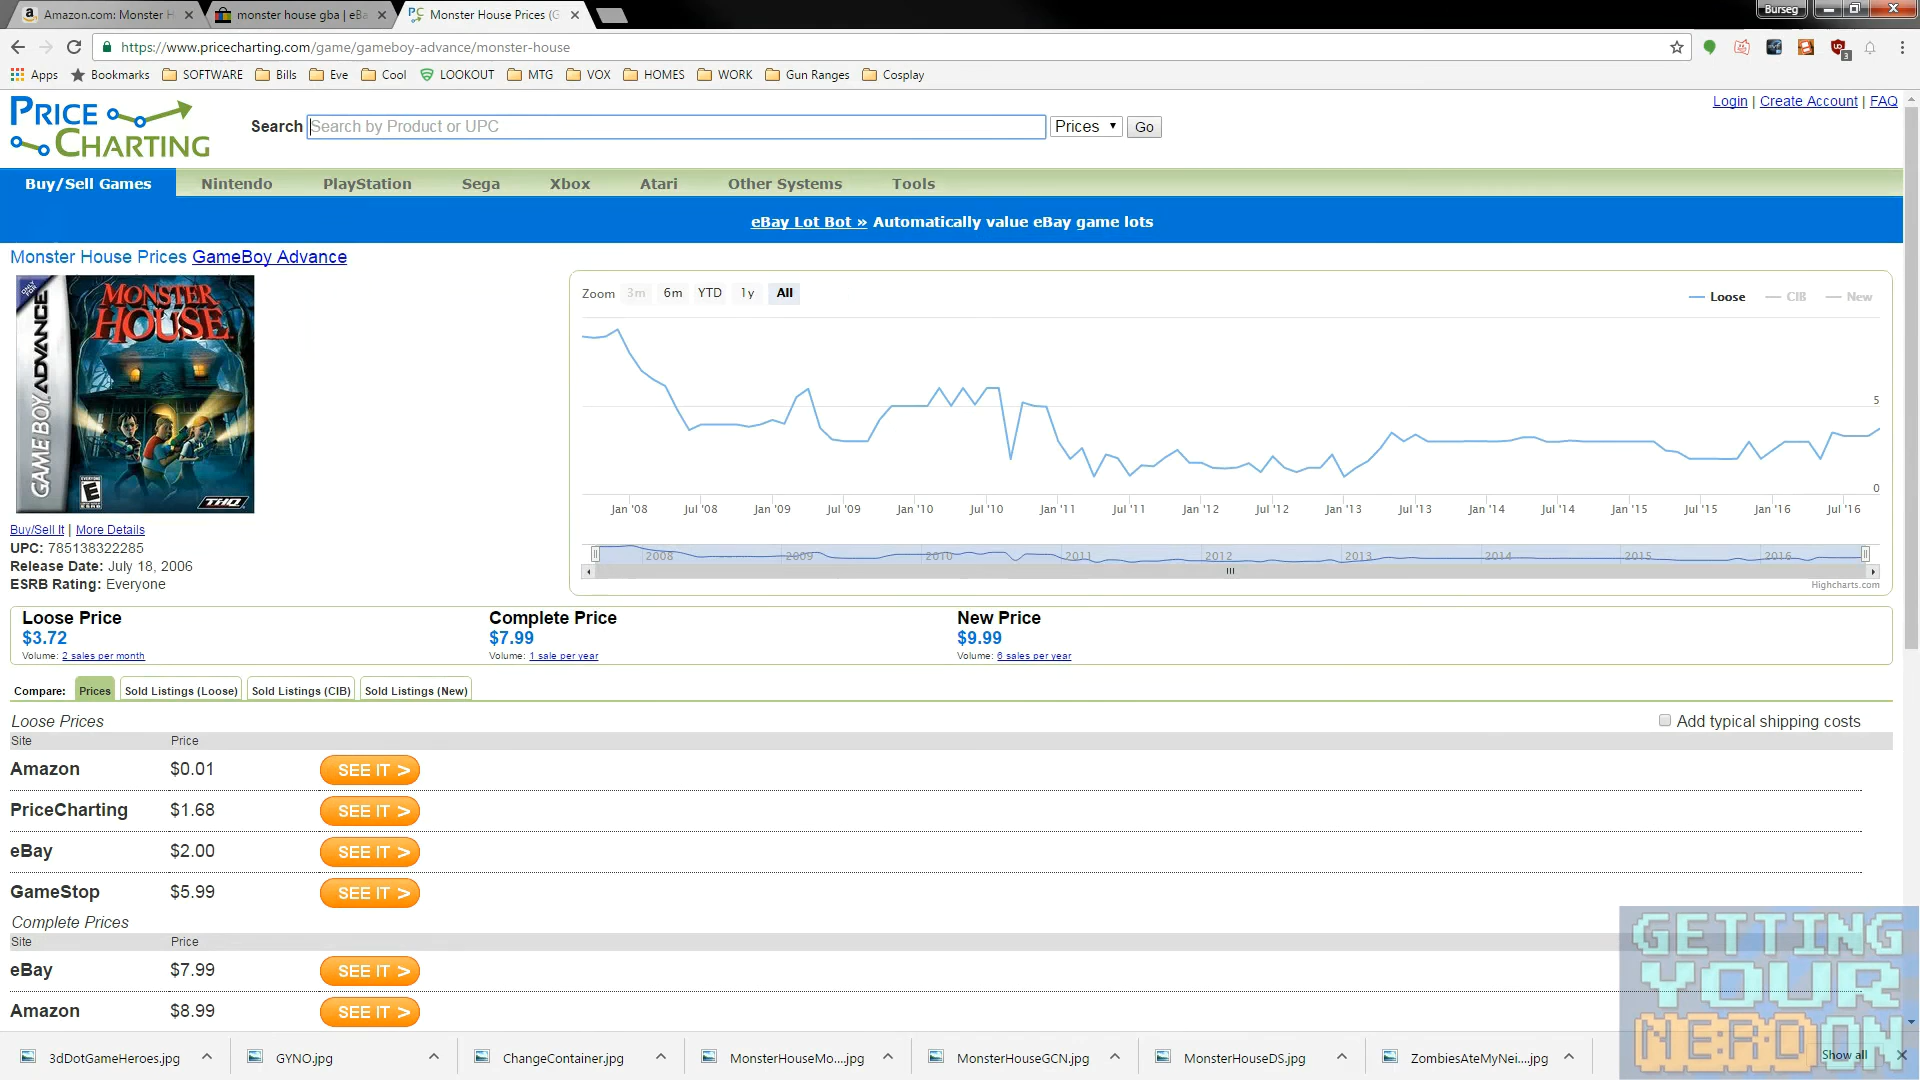 Amazon.com: Monster H
monster house gba | eBa
Monster House Prices (G
Burseg
https://www.pricecharting.com/game/gameboy-advance/monster-house
Apps Bookmarks SOFTWARE Bills Eve Cool LOOKOUT MTG VOX HOMES WORK Gun Ranges Cosplay
PRICE CHARTING
Search Search by Product or UPC Prices Go
Login | Create Account | FAQ
Buy/Sell Games Nintendo PlayStation Sega Xbox Atari Other Systems Tools
eBay Lot Bot » Automatically value eBay game lots
Monster House Prices GameBoy Advance
ONLY FOR
GAME BOY ADVANCE
MONSTER HOUSE
EVERYONE
E
ESRB
THQ
Zoom 3m 6m YTD 1y All
Loose CIB New
5
0
Jan '08 Jul '08 Jan '09 Jul '09 Jan '10 Jul '10 Jan '11 Jul '11 Jan '12 Jul '12 Jan '13 Jul '13 Jan '14 Jul '14 Jan '15 Jul '15 Jan '16 Jul '16
2008 2009 2010 2011 2012 2013 2014 2015 2016
Highcharts.com
Buy/Sell It | More Details
UPC: 785138322285
Release Date: July 18, 2006
ESRB Rating: Everyone
Loose Price Complete Price New Price
$3.72 $7.99 $9.99
Volume: 2 sales per month Volume: 1 sale per year Volume: 6 sales per year
Compare: Prices Sold Listings (Loose) Sold Listings (CIB) Sold Listings (New)
Loose Prices Add typical shipping costs
Site Price
Amazon $0.01 SEE IT >
PriceCharting $1.68 SEE IT >
eBay $2.00 SEE IT >
GameStop $5.99 SEE IT >
Complete Prices
Site Price
eBay $7.99 SEE IT >
Amazon $8.99 SEE IT >
GETTING
YOUR
N:E:R:D ON
3dDotGameHeroes.jpg GYNO.jpg ChangeContainer.jpg MonsterHouseMo....jpg MonsterHouseGCN.jpg MonsterHouseDS.jpg ZombiesAteMyNei....jpg Show all